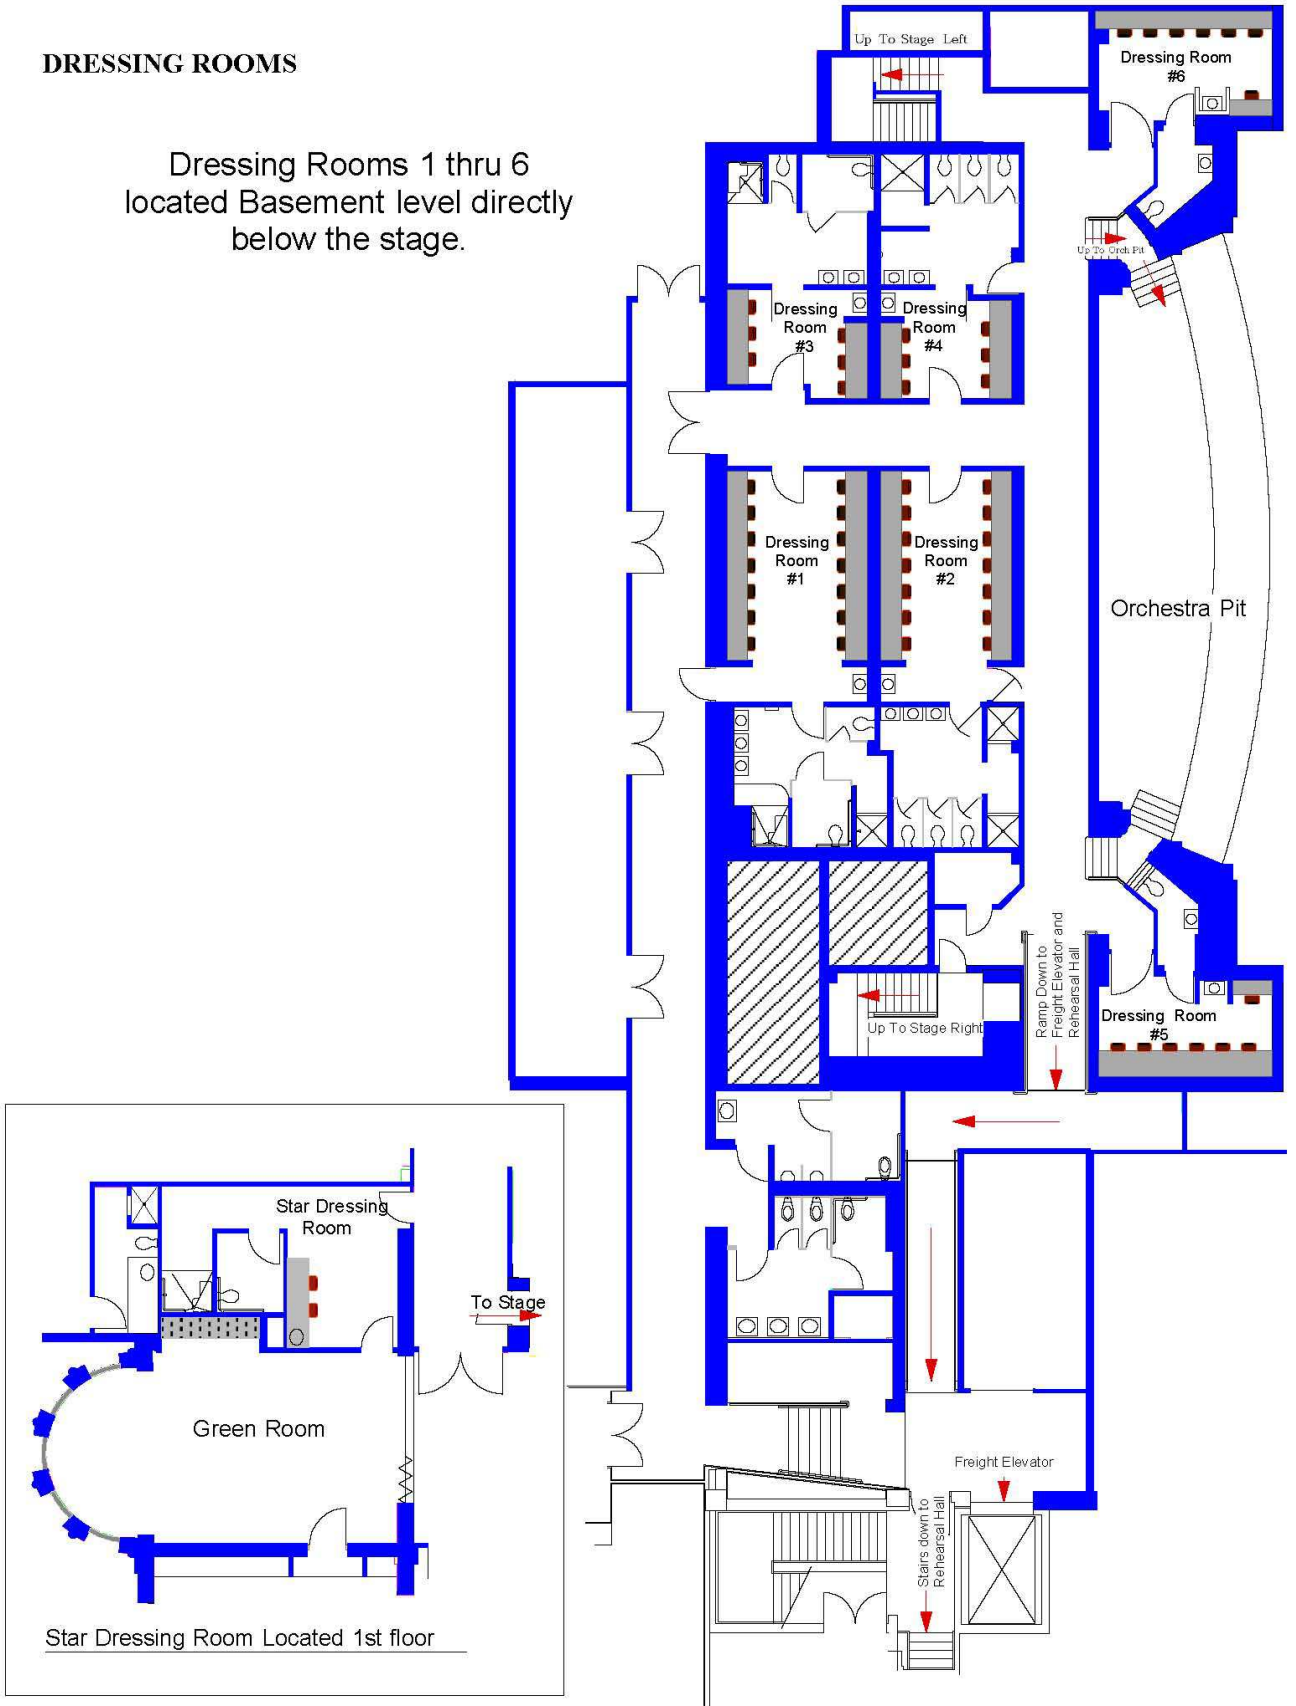 DRESSING ROOMS
Dressing Rooms 1 thru 6
located Basement level directly
below the stage.
Up To Stage Left
Dressing Room
#6
Up To Orch Pit
Dressing
Room
#3
Dressing
Room
#4
Dressing
Room
#1
Dressing
Room
#2
Orchestra Pit
Ramp Down to
Freight Elevator and
Rehearsal Hall
Up To Stage Right
Dressing Room
#5
Star Dressing
Room
To Stage
Green Room
Freight Elevator
Stairs down to
Rehearsal Hall
Star Dressing Room Located 1st floor